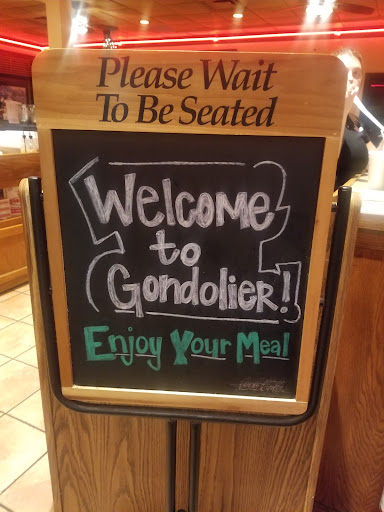 Please Wait
To Be Seated
Welcome
to
Gondolier!
Enjoy Your Meal